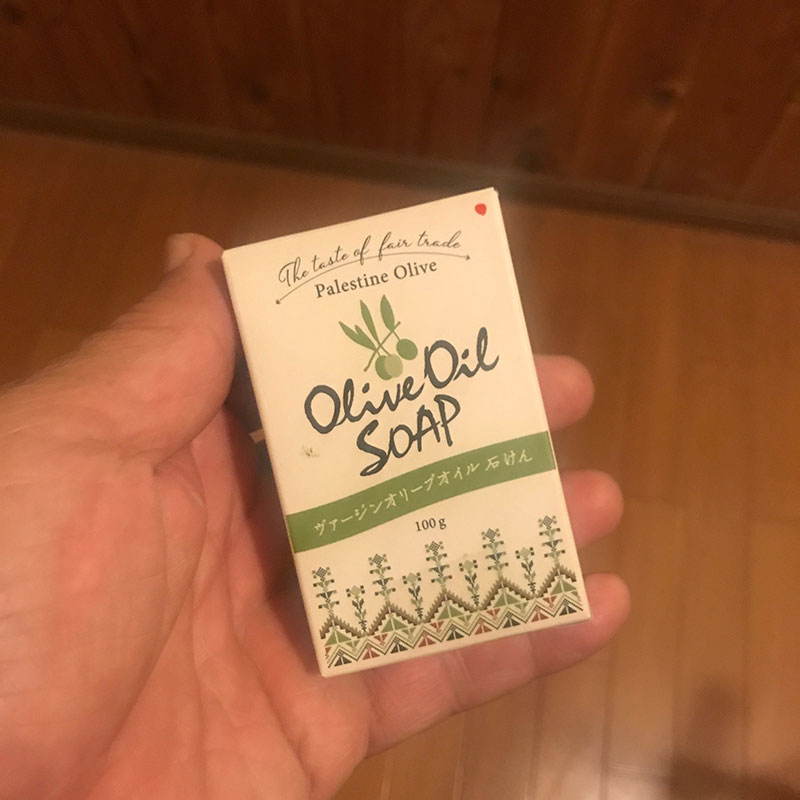 The taste of fair trade
Palestine Olive
Olive Oil
SOAP
ヴァージンオリーブオイル 石けん
100g